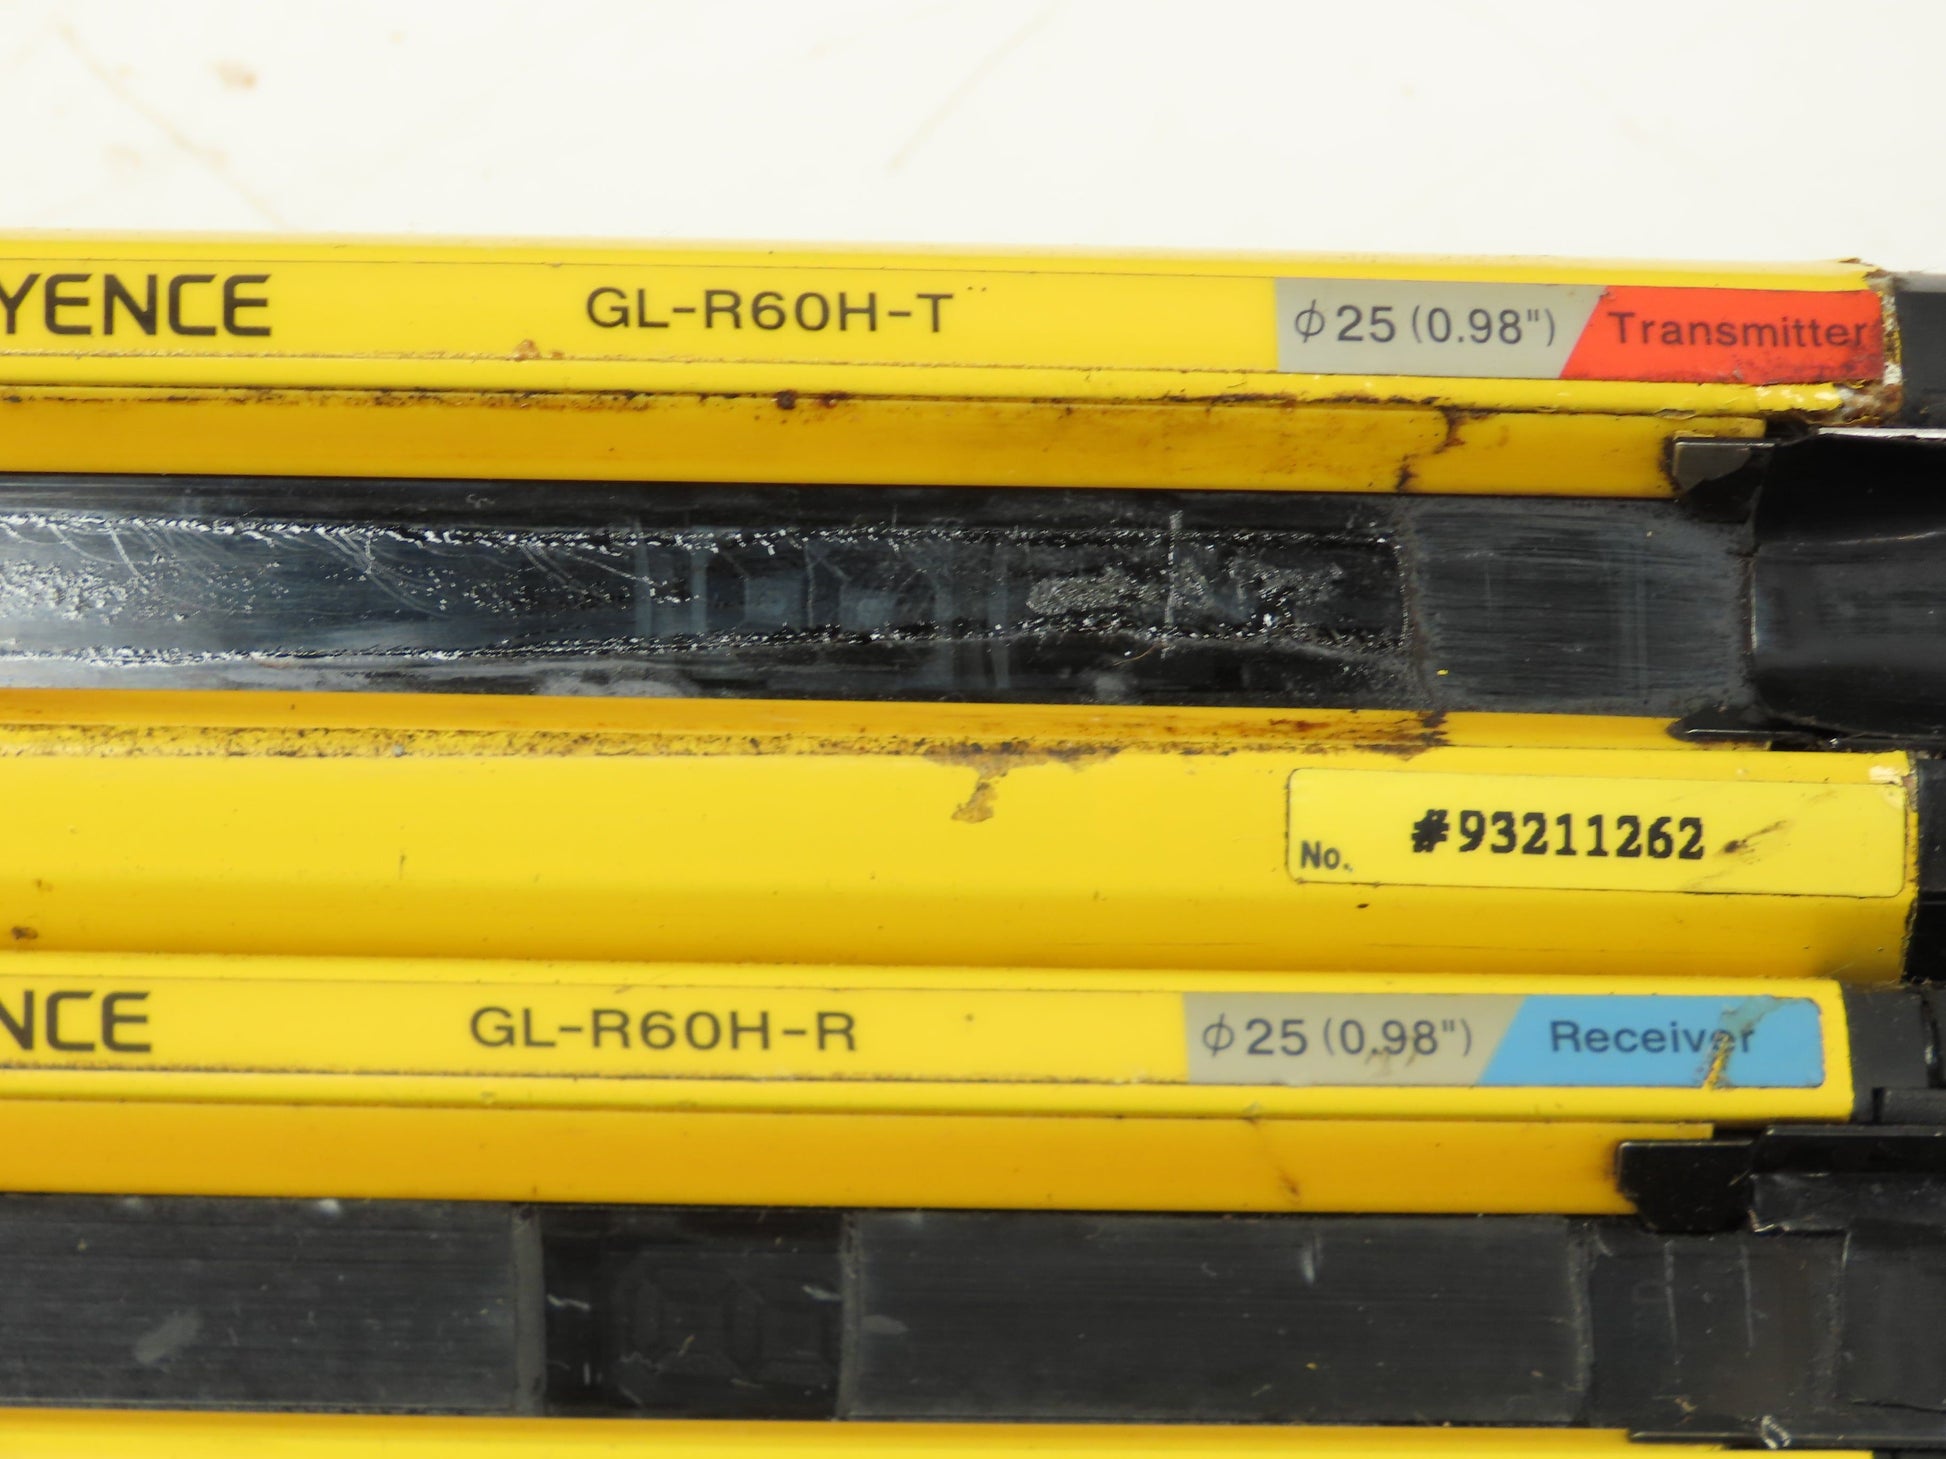 YENCE GL-R60H-T φ25 (0.98") Transmitter
No. #93211262
NCE GL-R60H-R φ25 (0.98") Receiver